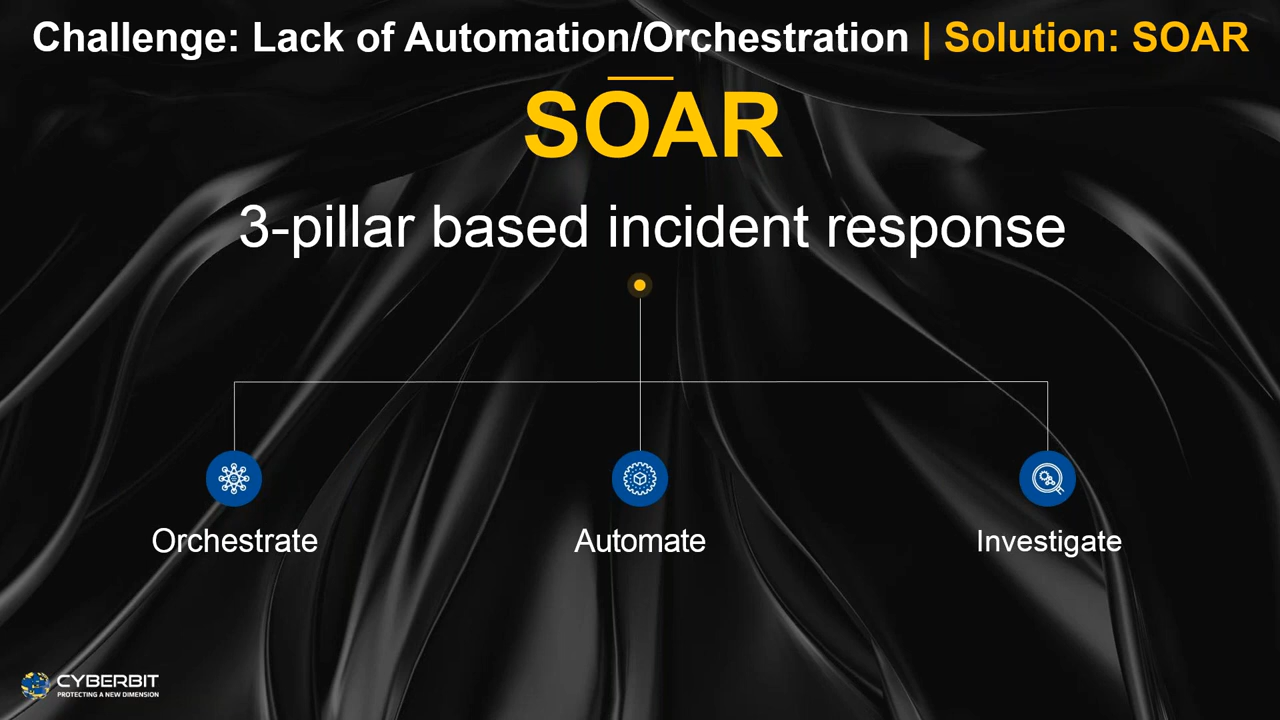 Challenge: Lack of Automation/Orchestration | Solution: SOAR
SOAR
3-pillar based incident response
Orchestrate
Automate
Investigate
CYBERBIT
PROTECTING A NEW DIMENSION